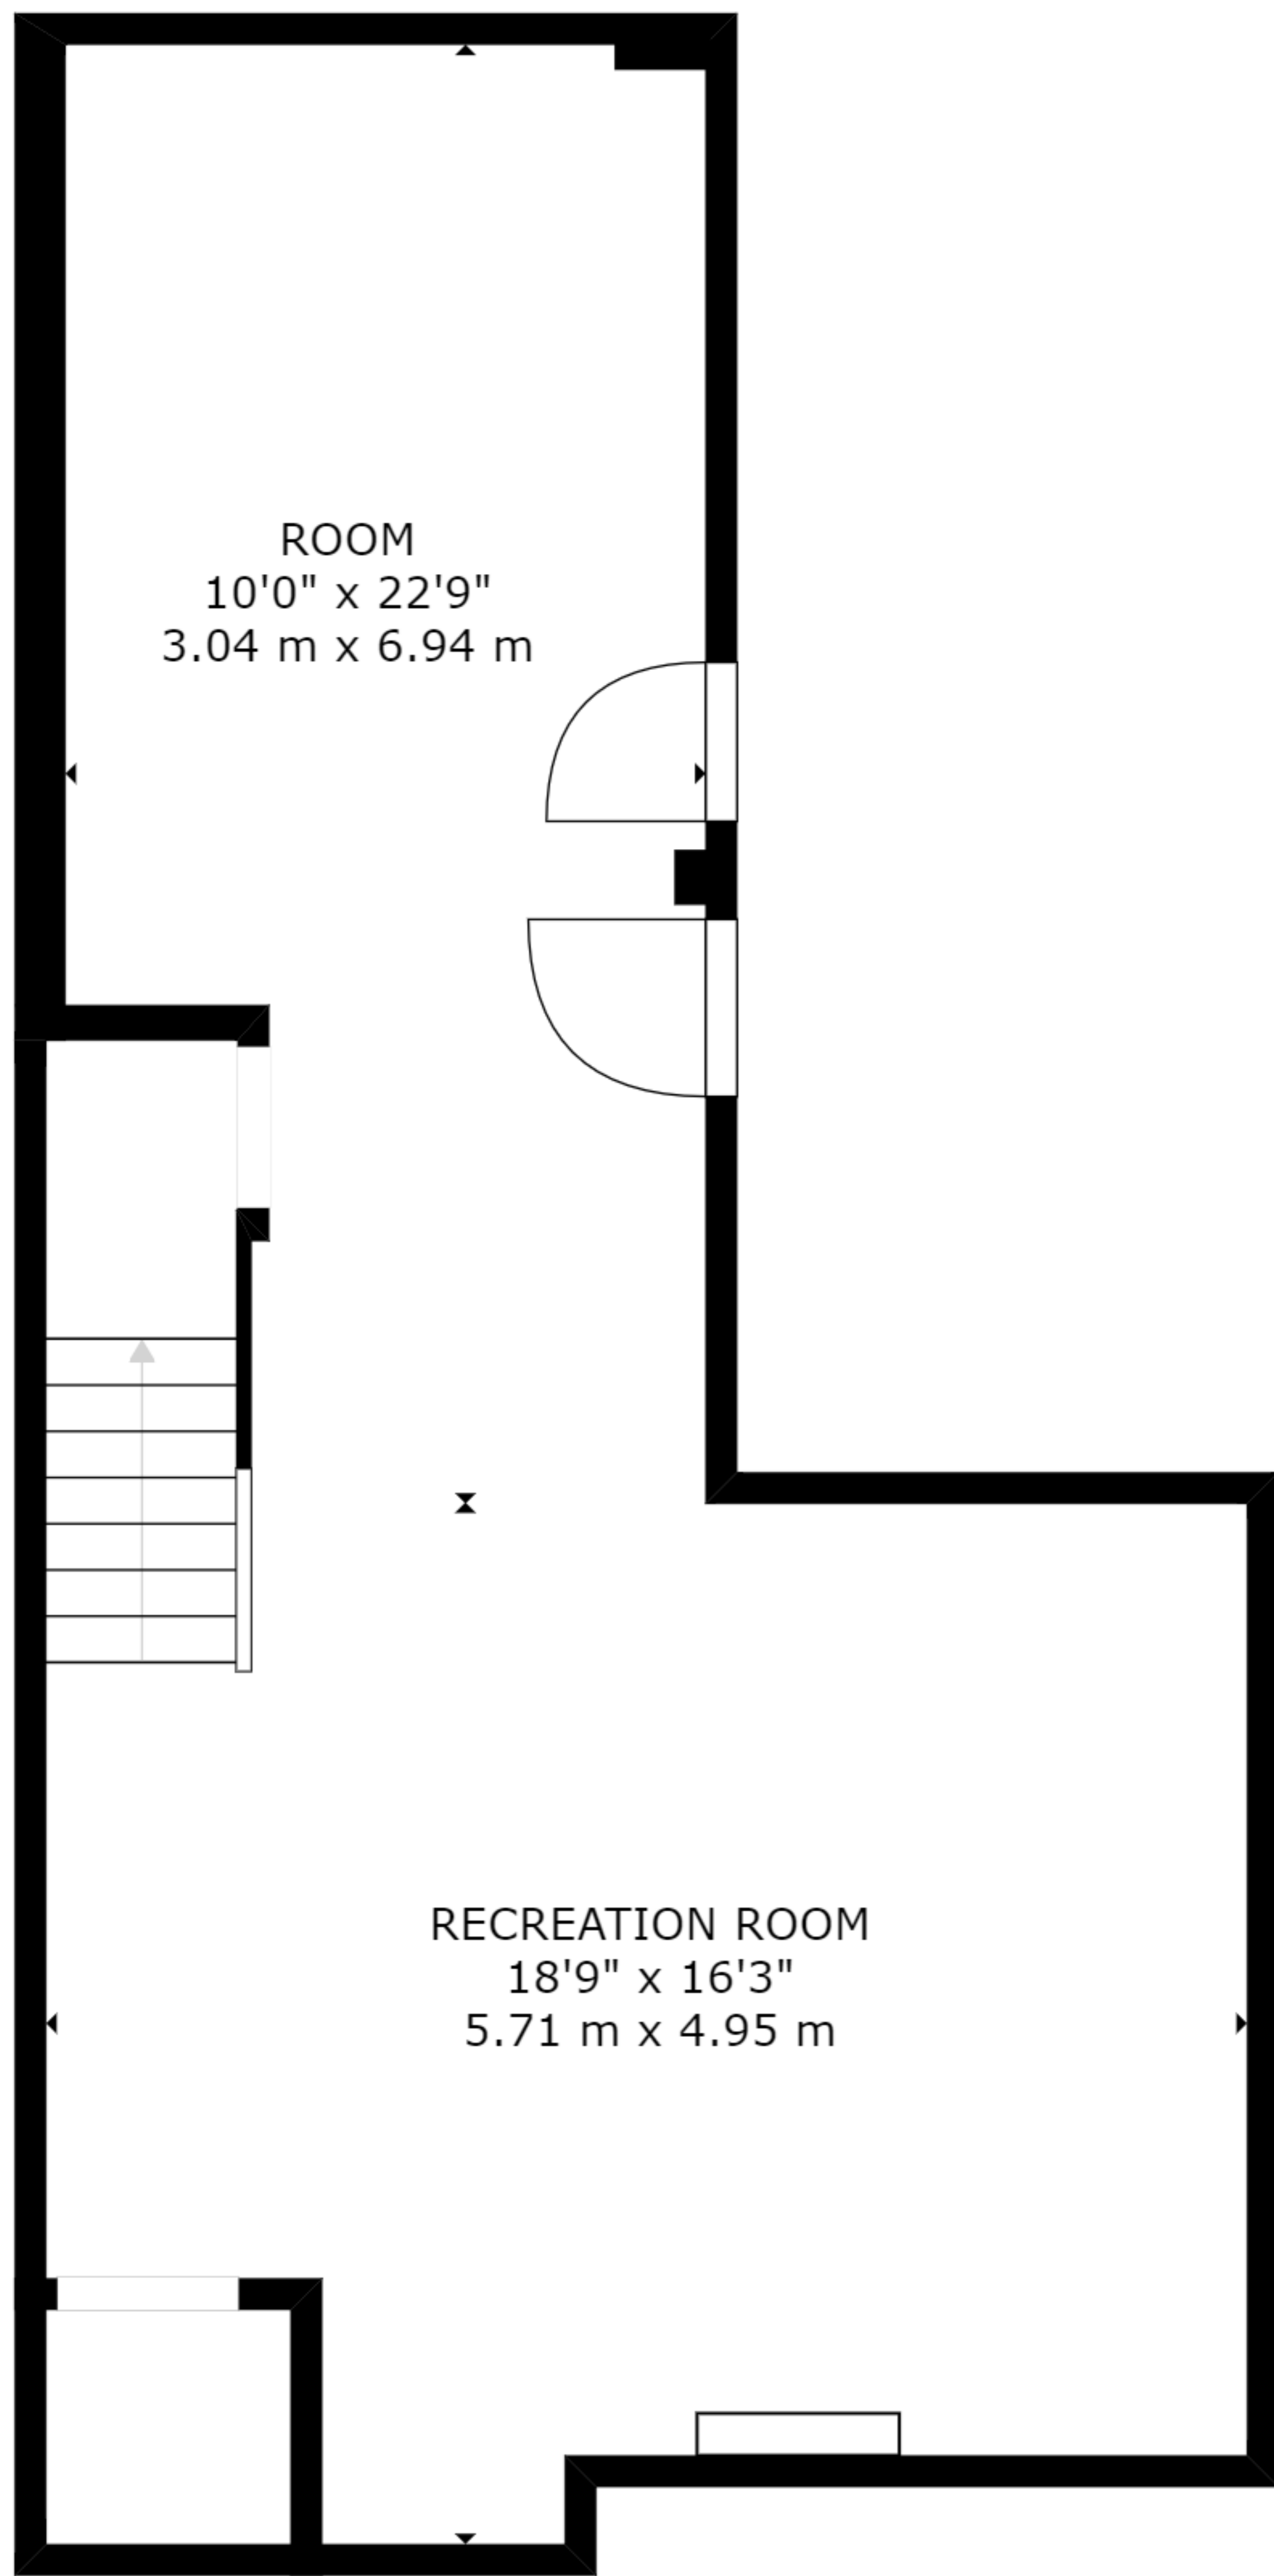 ROOM
10'0" x 22'9"
3.04 m x 6.94 m
RECREATION ROOM
18'9" x 16'3"
5.71 m x 4.95 m